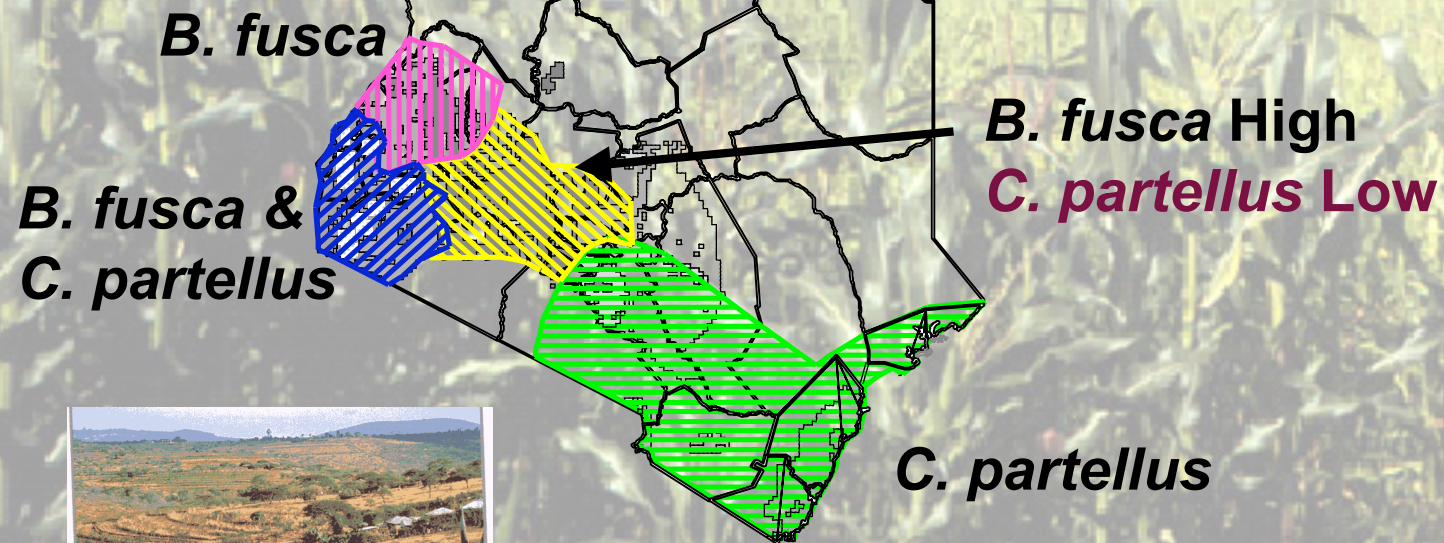 B. fusca
B. fusca High
C. partellus Low
B. fusca &
C. partellus
C. partellus